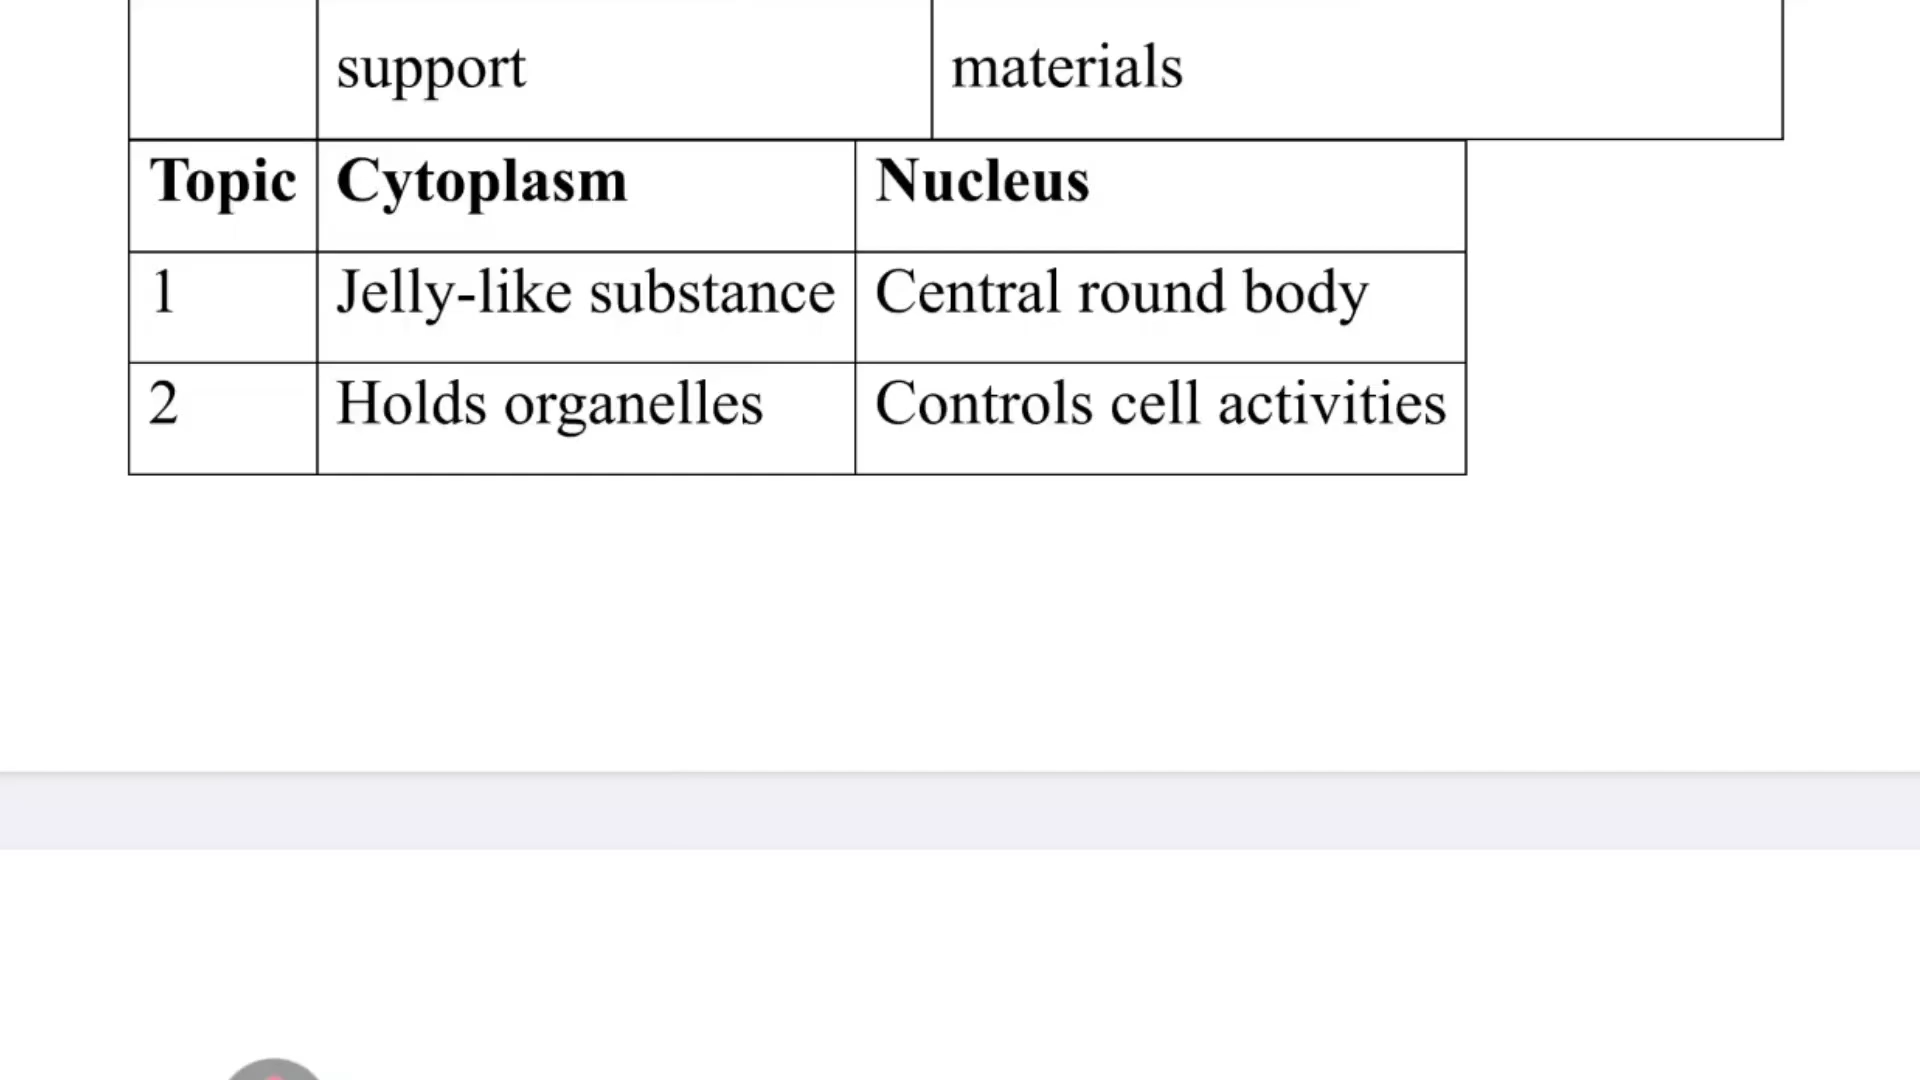 support materials
Topic Cytoplasm Nucleus
1 Jelly-like substance Central round body
2 Holds organelles Controls cell activities